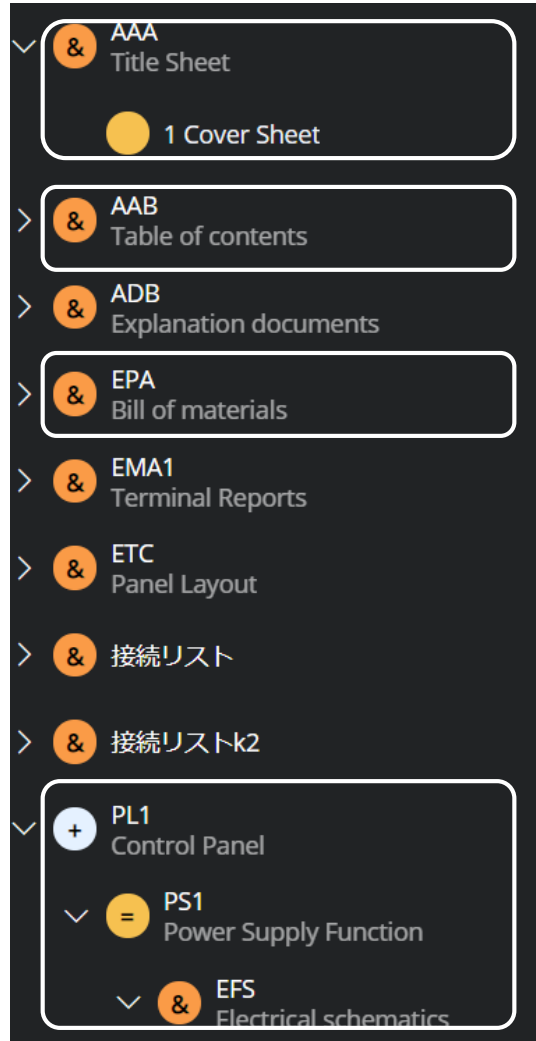 &
AAA
Title Sheet
1 Cover Sheet
&
AAB
Table of contents
&
ADB
Explanation documents
&
EPA
Bill of materials
&
EMA1
Terminal Reports
&
ETC
Panel Layout
& 接続リスト
& 接続リストk2
+
PL1
Control Panel
=
PS1
Power Supply Function
&
EFS
Electrical schematics